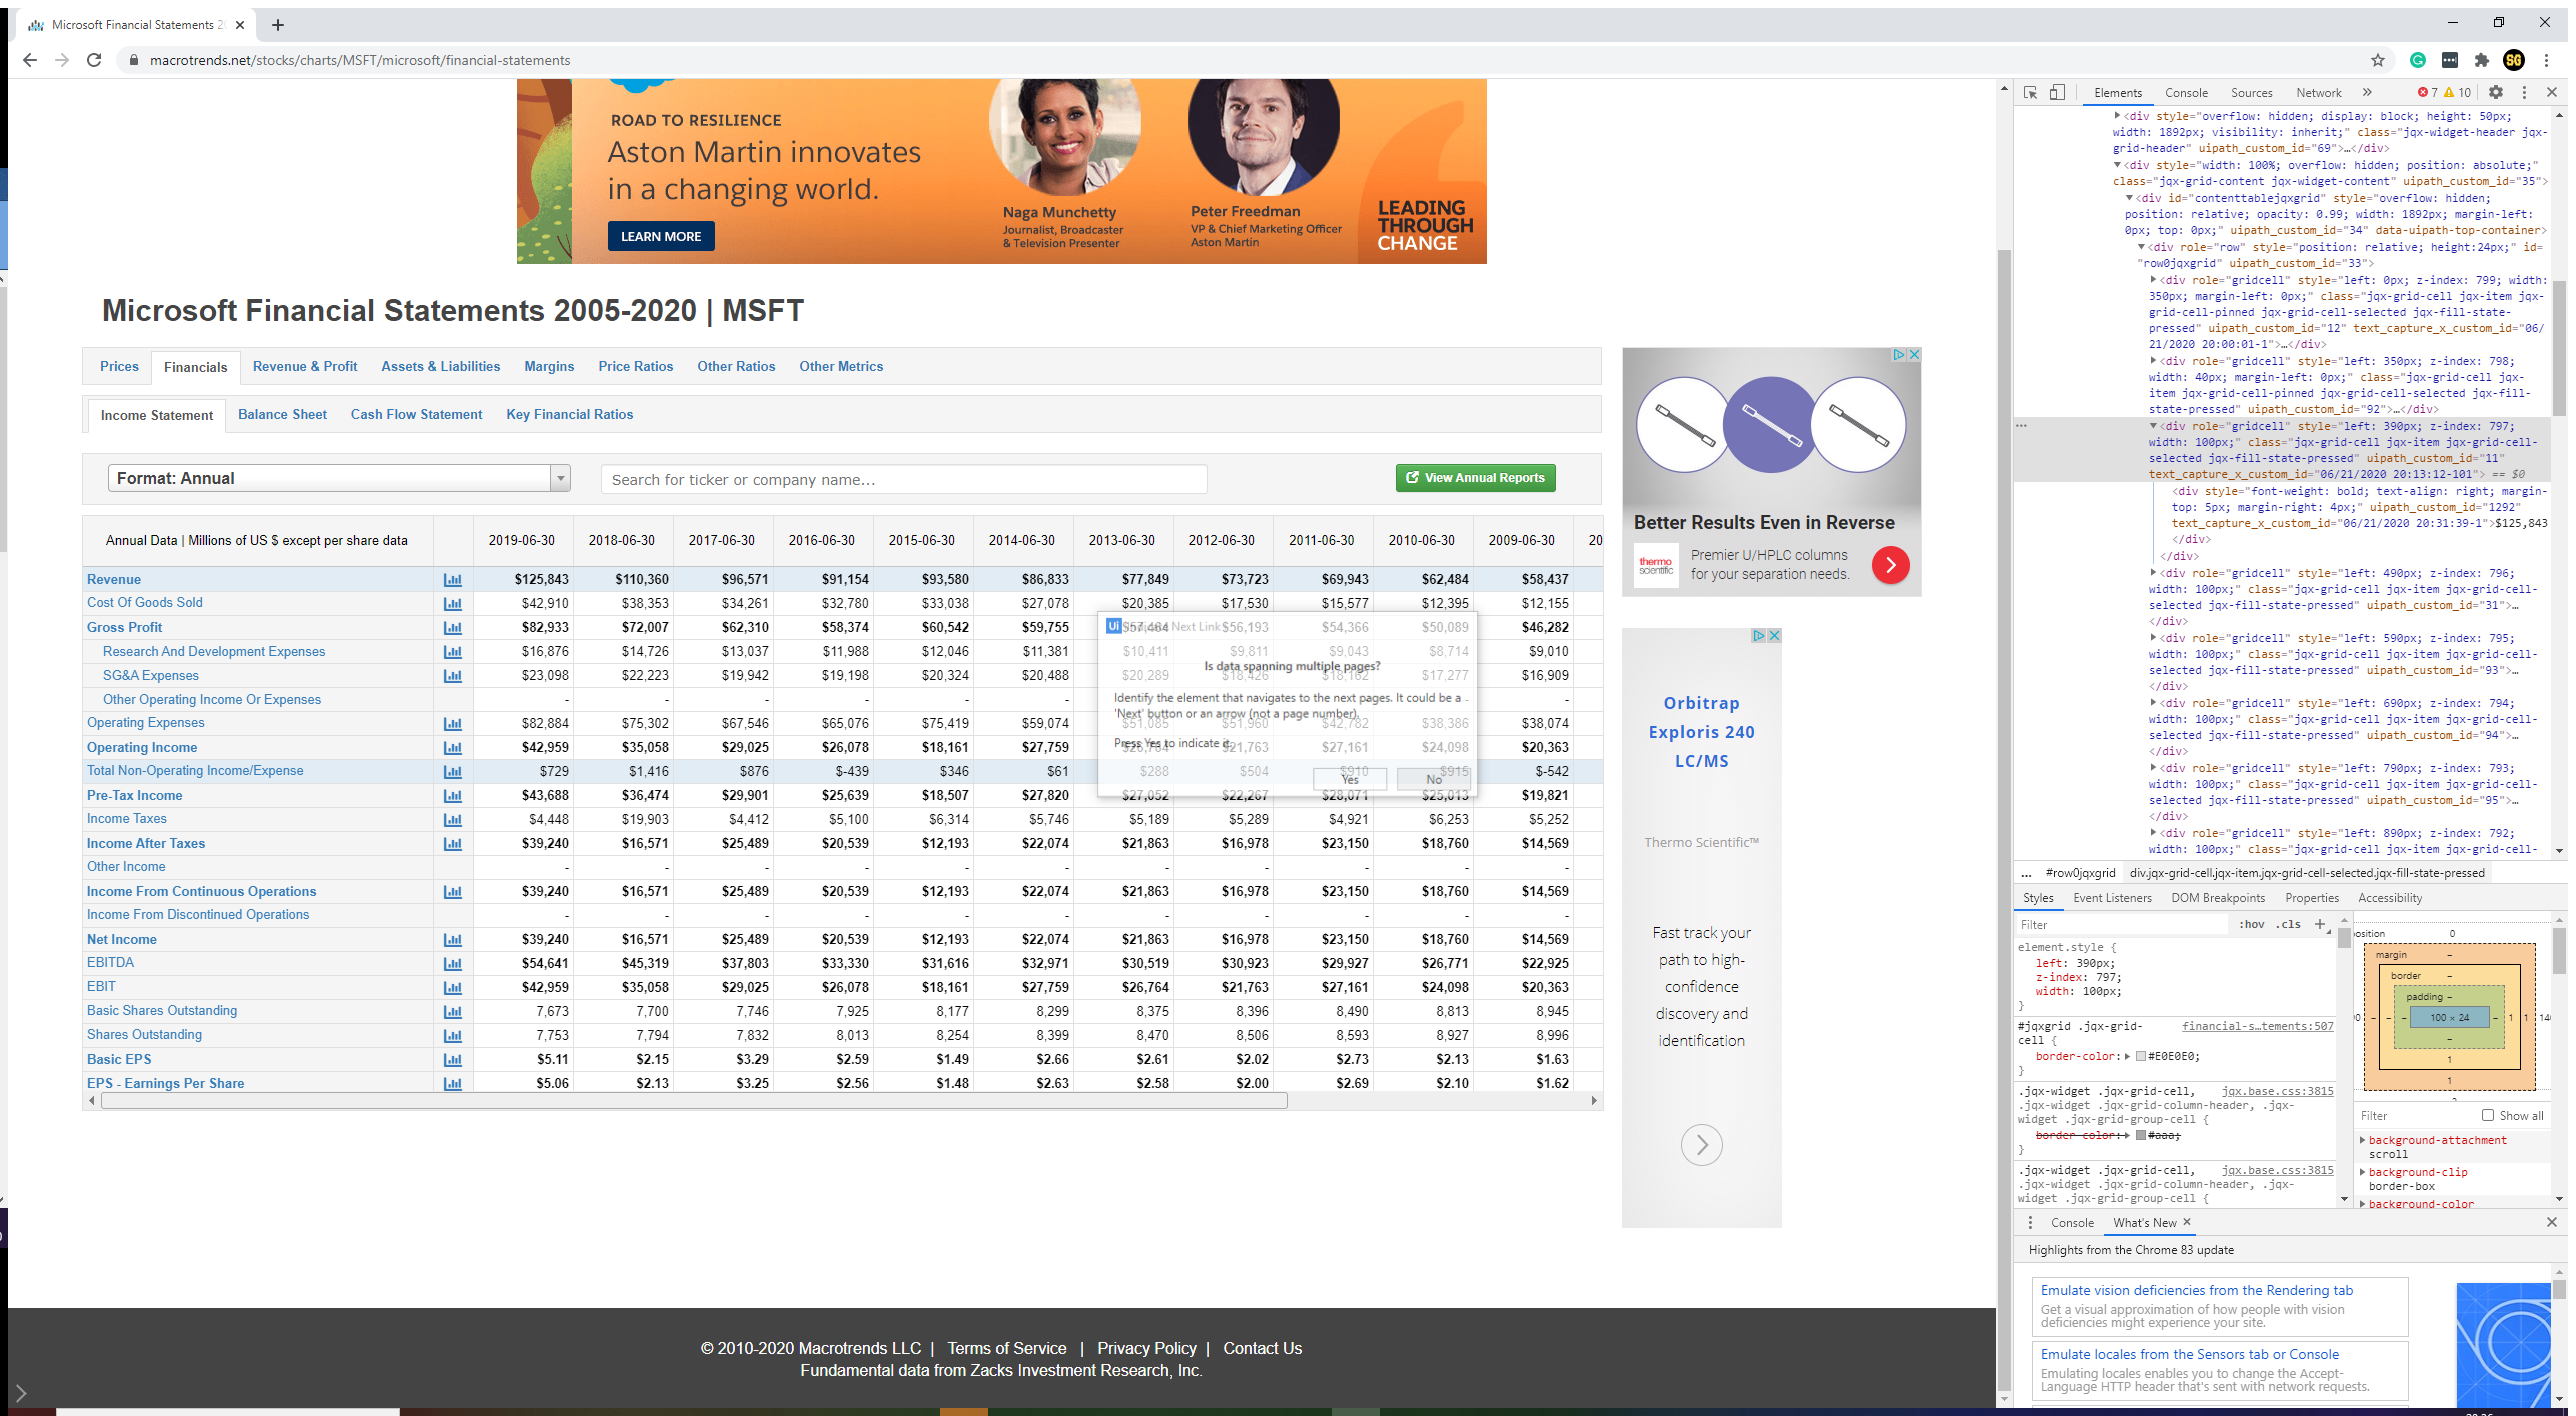 Microsoft Financial Statements 2
macrotrends.net/stocks/charts/MSFT/microsoft/financial-statements
SG
ROAD TO RESILIENCE
Aston Martin innovates
in a changing world.
LEARN MORE
Naga Munchetty
Journalist, Broadcaster
& Television Presenter
Peter Freedman
VP & Chief Marketing Officer
Aston Martin
LEADING
THROUGH
CHANGE
Microsoft Financial Statements 2005-2020 | MSFT
Prices Financials Revenue & Profit Assets & Liabilities Margins Price Ratios Other Ratios Other Metrics
Income Statement Balance Sheet Cash Flow Statement Key Financial Ratios
Format: Annual Search for ticker or company name... View Annual Reports
Annual Data | Millions of US $ except per share data 2019-06-30 2018-06-30 2017-06-30 2016-06-30 2015-06-30 2014-06-30 2013-06-30 2012-06-30 2011-06-30 2010-06-30 2009-06-30 20
Revenue $125,843 $110,360 $96,571 $91,154 $93,580 $86,833 $77,849 $73,723 $69,943 $62,484 $58,437
Cost Of Goods Sold $42,910 $38,353 $34,261 $32,780 $33,038 $27,078 $20,385 $17,530 $15,577 $12,395 $12,155
Gross Profit $82,933 $72,007 $62,310 $58,374 $60,542 $59,755 $57,464 $56,193 $54,366 $50,089 $46,282
Research And Development Expenses $16,876 $14,726 $13,037 $11,988 $12,046 $11,381 $10,411 $9,811 $9,043 $8,714 $9,010
SG&A Expenses $23,098 $22,223 $19,942 $19,198 $20,324 $20,488 $20,289 $18,426 $18,162 $17,277 $16,909
Other Operating Income Or Expenses - - - - - - - -
Operating Expenses $82,884 $75,302 $67,546 $65,076 $75,419 $59,074 $51,085 $51,960 $42,782 $38,386 $38,074
Operating Income $42,959 $35,058 $29,025 $26,078 $18,161 $27,759 $26,764 $21,763 $27,161 $24,098 $20,363
Total Non-Operating Income/Expense $729 $1,416 $876 $-439 $346 $61 $288 $504 $910 $915 $-542
Pre-Tax Income $43,688 $36,474 $29,901 $25,639 $18,507 $27,820 $27,052 $22,267 $28,071 $25,013 $19,821
Income Taxes $4,448 $19,903 $4,412 $5,100 $6,314 $5,746 $5,189 $5,289 $4,921 $6,253 $5,252
Income After Taxes $39,240 $16,571 $25,489 $20,539 $12,193 $22,074 $21,863 $16,978 $23,150 $18,760 $14,569
Other Income - - - - - - - - - - -
Income From Continuous Operations $39,240 $16,571 $25,489 $20,539 $12,193 $22,074 $21,863 $16,978 $23,150 $18,760 $14,569
Income From Discontinued Operations - - - - - - - - - - -
Net Income $39,240 $16,571 $25,489 $20,539 $12,193 $22,074 $21,863 $16,978 $23,150 $18,760 $14,569
EBITDA $54,641 $45,319 $37,803 $33,330 $31,616 $32,971 $30,519 $30,923 $29,927 $26,771 $22,925
EBIT $42,959 $35,058 $29,025 $26,078 $18,161 $27,759 $26,764 $21,763 $27,161 $24,098 $20,363
Basic Shares Outstanding 7,673 7,700 7,746 7,925 8,177 8,299 8,375 8,396 8,490 8,813 8,945
Shares Outstanding 7,753 7,794 7,832 8,013 8,254 8,399 8,470 8,506 8,593 8,927 8,996
Basic EPS $5.11 $2.15 $3.29 $2.59 $1.49 $2.66 $2.61 $2.02 $2.73 $2.13 $1.63
EPS - Earnings Per Share $5.06 $2.13 $3.25 $2.56 $1.48 $2.63 $2.58 $2.00 $2.69 $2.10 $1.62
Ui Next Link
Is data spanning multiple pages?
Identify the element that navigates to the next pages. It could be a
'Next' button or an arrow (not a page number).
Press Yes to indicate it.
Yes No
Better Results Even in Reverse
thermo
scientific
Premier U/HPLC columns
for your separation needs.
Orbitrap
Exploris 240
LC/MS
Thermo Scientific™
Fast track your
path to high-
confidence
discovery and
identification
© 2010-2020 Macrotrends LLC | Terms of Service | Privacy Policy | Contact Us
Fundamental data from Zacks Investment Research, Inc.
Elements Console Sources Network » 7 10
<div style="overflow: hidden; display: block; height: 50px;
width: 1892px; visibility: inherit;" class="jqx-widget-header jqx-
grid-header" uipath_custom_id="69">…</div>
<div style="width: 100%; overflow: hidden; position: absolute;"
class="jqx-grid-content jqx-widget-content" uipath_custom_id="35">
<div id="contenttablejqxgrid" style="overflow: hidden;
position: relative; opacity: 0.99; width: 1892px; margin-left:
0px; top: 0px;" uipath_custom_id="34" data-uipath-top-container>
<div role="row" style="position: relative; height:24px;" id=
"row0jqxgrid" uipath_custom_id="33">
<div role="gridcell" style="left: 0px; z-index: 799; width:
350px; margin-left: 0px;" class="jqx-grid-cell jqx-item jqx-
grid-cell-pinned jqx-grid-cell-selected jqx-fill-state-
pressed" uipath_custom_id="12" text_capture_x_custom_id="06/
21/2020 20:00:01-1">…</div>
<div role="gridcell" style="left: 350px; z-index: 798;
width: 40px; margin-left: 0px;" class="jqx-grid-cell jqx-
item jqx-grid-cell-pinned jqx-grid-cell-selected jqx-fill-
state-pressed" uipath_custom_id="92">…</div>
<div role="gridcell" style="left: 390px; z-index: 797;
width: 100px;" class="jqx-grid-cell jqx-item jqx-grid-cell-
selected jqx-fill-state-pressed" uipath_custom_id="11"
text_capture_x_custom_id="06/21/2020 20:13:12-101"> == $0
<div style="font-weight: bold; text-align: right; margin-
top: 5px; margin-right: 4px;" uipath_custom_id="1292"
text_capture_x_custom_id="06/21/2020 20:31:39-1">$125,843
</div>
</div>
<div role="gridcell" style="left: 490px; z-index: 796;
width: 100px;" class="jqx-grid-cell jqx-item jqx-grid-cell-
selected jqx-fill-state-pressed" uipath_custom_id="31">…
</div>
<div role="gridcell" style="left: 590px; z-index: 795;
width: 100px;" class="jqx-grid-cell jqx-item jqx-grid-cell-
selected jqx-fill-state-pressed" uipath_custom_id="93">…
</div>
<div role="gridcell" style="left: 690px; z-index: 794;
width: 100px;" class="jqx-grid-cell jqx-item jqx-grid-cell-
selected jqx-fill-state-pressed" uipath_custom_id="94">…
</div>
<div role="gridcell" style="left: 790px; z-index: 793;
width: 100px;" class="jqx-grid-cell jqx-item jqx-grid-cell-
selected jqx-fill-state-pressed" uipath_custom_id="95">…
</div>
<div role="gridcell" style="left: 890px; z-index: 792;
width: 100px;" class="jqx-grid-cell jqx-item jqx-grid-cell-
... #row0jqxgrid div.jqx-grid-cell.jqx-item.jqx-grid-cell-selected.jqx-fill-state-pressed
Styles Event Listeners DOM Breakpoints Properties Accessibility
Filter :hov .cls +
element.style {
left: 390px;
z-index: 797;
width: 100px;
}
#jqxgrid .jqx-grid- financial-s…tements:507
cell {
border-color: #E0E0E0;
}
.jqx-widget .jqx-grid-cell, jqx.base.css:3815
.jqx-widget .jqx-grid-column-header, .jqx-
widget .jqx-grid-group-cell {
border-color: #aaa;
}
.jqx-widget .jqx-grid-cell, jqx.base.css:3815
.jqx-widget .jqx-grid-column-header, .jqx-
widget .jqx-grid-group-cell {
osition 0
margin –
border –
padding –
100 × 24 – 1 1 14
–
1
1
Filter Show all
background-attachment
scroll
background-clip
border-box
background-color
Console What's New
Highlights from the Chrome 83 update
Emulate vision deficiencies from the Rendering tab
Get a visual approximation of how people with vision
deficiencies might experience your site.
Emulate locales from the Sensors tab or Console
Emulating locales enables you to change the Accept-
Language HTTP header that's sent with network requests.